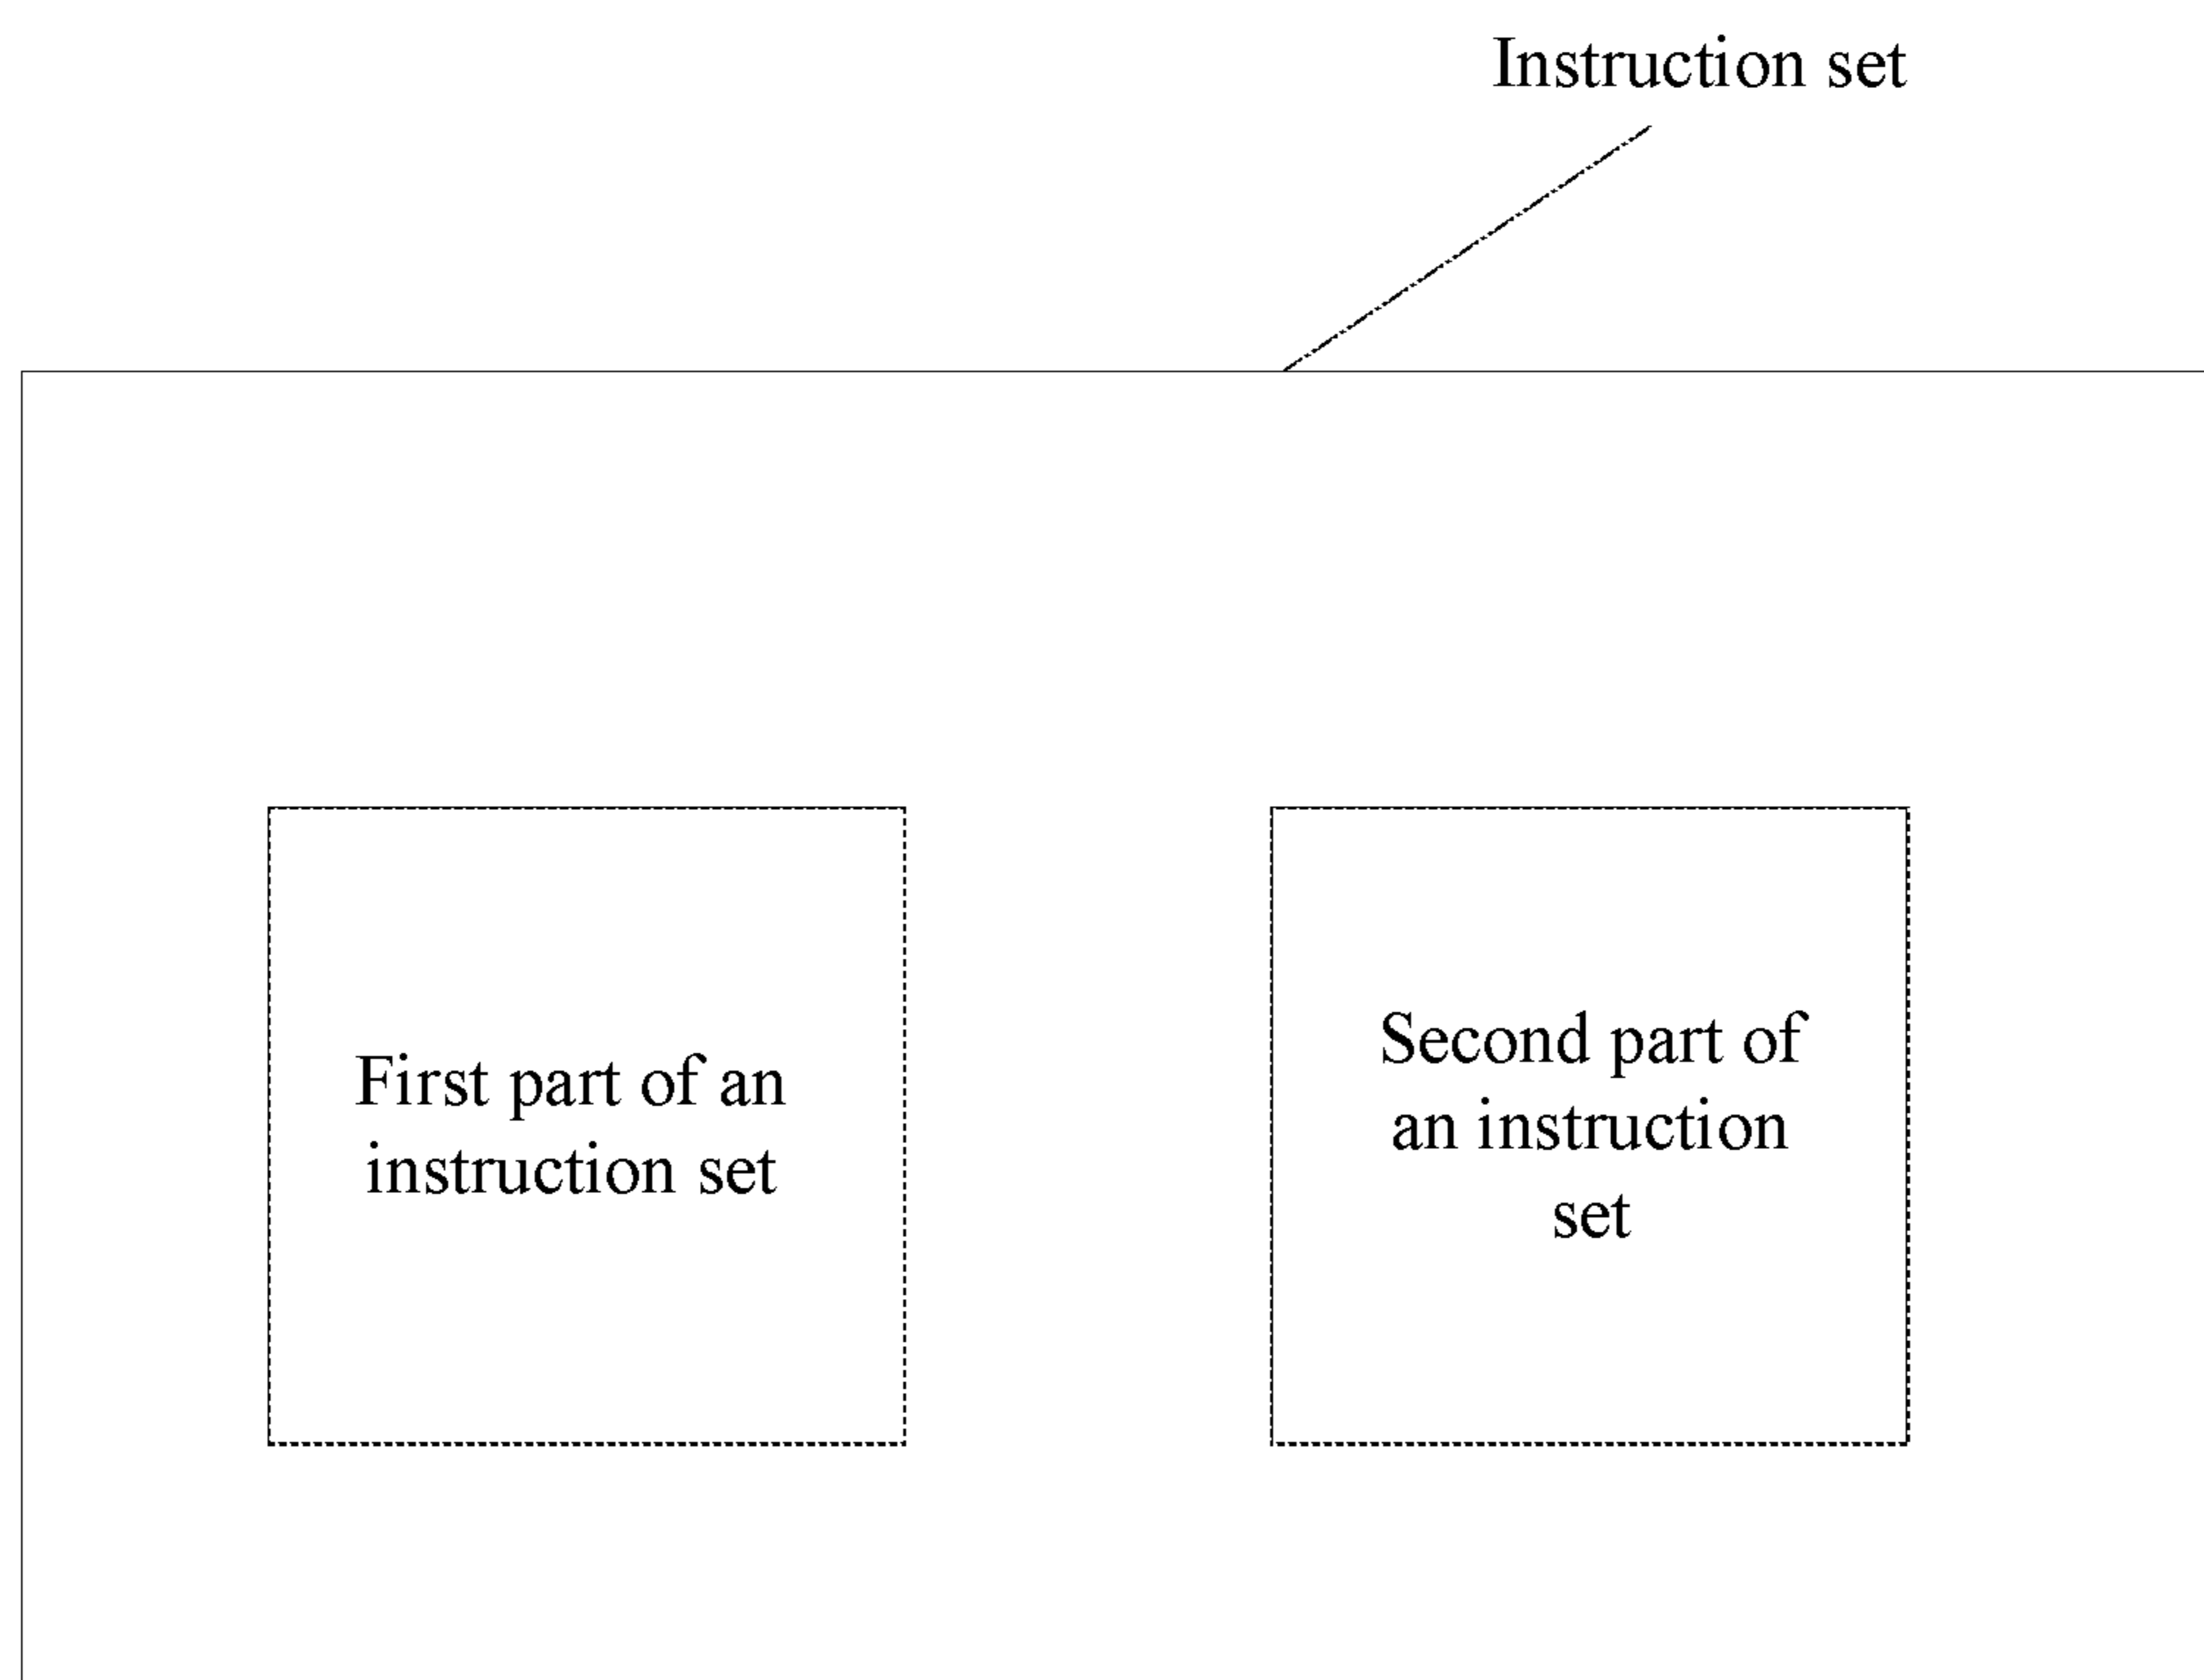 Instruction set
First part of an
instruction set
Second part of
an instruction
set